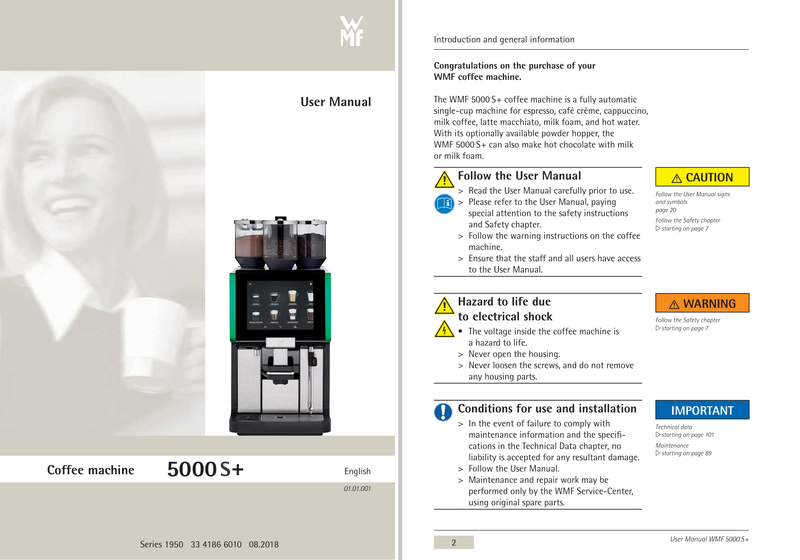 WMF
User Manual
Coffee machine 5000 S+ English
01.01.001
Series 1950 33 4186 6010 08.2018
Introduction and general information
Congratulations on the purchase of your
WMF coffee machine.
The WMF 5000 S+ coffee machine is a fully automatic
single-cup machine for espresso, café crème, cappuccino,
milk coffee, latte macchiato, milk foam, and hot water.
With its optionally available powder hopper, the
WMF 5000 S+ can also make hot chocolate with milk
or milk foam.
Follow the User Manual
> Read the User Manual carefully prior to use.
> Please refer to the User Manual, paying
special attention to the safety instructions
and Safety chapter.
> Follow the warning instructions on the coffee
machine.
> Ensure that the staff and all users have access
to the User Manual.
CAUTION
Follow the User Manual signs
and symbols
page 20
Follow the Safety chapter
▷ starting on page 7
Hazard to life due
to electrical shock
• The voltage inside the coffee machine is
a hazard to life.
> Never open the housing.
> Never loosen the screws, and do not remove
any housing parts.
WARNING
Follow the Safety chapter
▷ starting on page 7
Conditions for use and installation
> In the event of failure to comply with
maintenance information and the specifi-
cations in the Technical Data chapter, no
liability is accepted for any resultant damage.
> Follow the User Manual.
> Maintenance and repair work may be
performed only by the WMF Service-Center,
using original spare parts.
IMPORTANT
Technical data
▷ starting on page 101
Maintenance
▷ starting on page 89
2
User Manual WMF 5000 S+